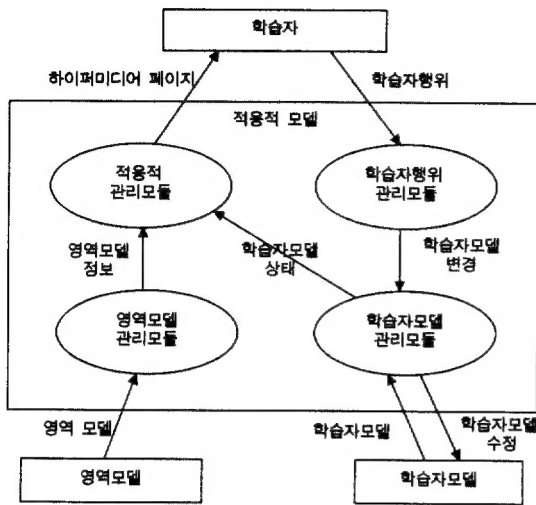 학습자
하이퍼미디어 페이지
학습자행위
적응적 모델
적응적
관리모듈
학습자행위
관리모듈
영역모델
정보
학습자모델
상태
학습자모델
변경
영역모델
관리모듈
학습자모델
관리모듈
영역 모델
학습자모델
학습자모델
수정
영역모델
학습자모델